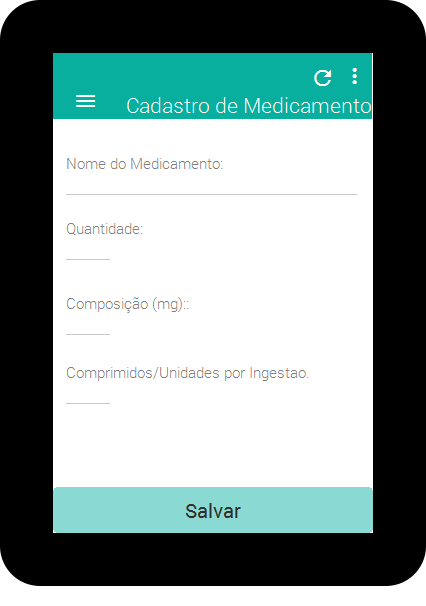 Cadastro de Medicamento
Nome do Medicamento:
Quantidade:
Composição (mg)::
Comprimidos/Unidades por Ingestao.
Salvar